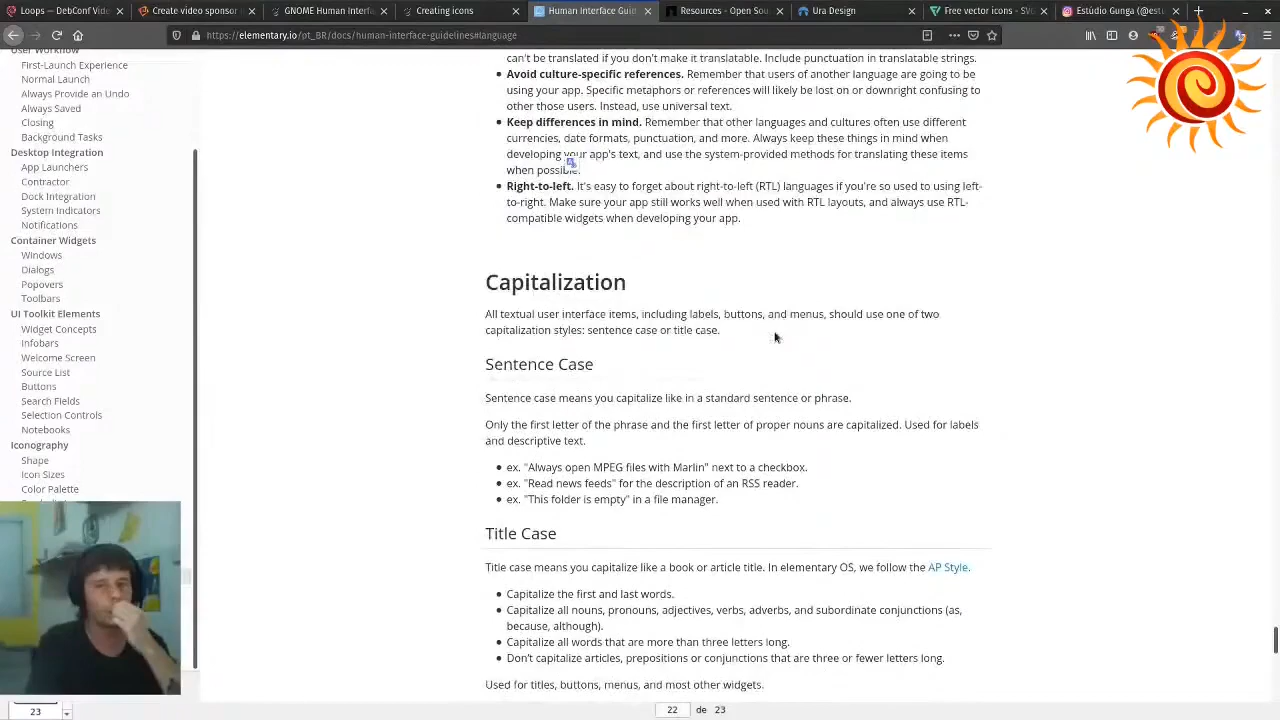 Loops — DebConf Vide
Create video sponsor l
GNOME Human Interfa
Creating icons
Human Interface Guid
Resources - Open Sou
Ura Design
Free vector icons - SVG
Estúdio Gunga (@est
https://elementary.io/pt_BR/docs/human-interface-guidelines#language
User Workflow
First-Launch Experience
Normal Launch
Always Provide an Undo
Always Saved
Closing
Background Tasks
Desktop Integration
App Launchers
Contractor
Dock Integration
System Indicators
Notifications
Container Widgets
Windows
Dialogs
Popovers
Toolbars
UI Toolkit Elements
Widget Concepts
Infobars
Welcome Screen
Source List
Buttons
Search Fields
Selection Controls
Notebooks
Iconography
Shape
Icon Sizes
Color Palette
can't be translated if you don't make it translatable. Include punctuation in translatable strings.
Avoid culture-specific references. Remember that users of another language are going to be
using your app. Specific metaphors or references will likely be lost on or downright confusing to
other those users. Instead, use universal text.
Keep differences in mind. Remember that other languages and cultures often use different
currencies, date formats, punctuation, and more. Always keep these things in mind when
developing your app's text, and use the system-provided methods for translating these items
when possible.
Right-to-left. It's easy to forget about right-to-left (RTL) languages if you're so used to using left-
to-right. Make sure your app still works well when used with RTL layouts, and always use RTL-
compatible widgets when developing your app.
Capitalization
All textual user interface items, including labels, buttons, and menus, should use one of two
capitalization styles: sentence case or title case.
Sentence Case
Sentence case means you capitalize like in a standard sentence or phrase.
Only the first letter of the phrase and the first letter of proper nouns are capitalized. Used for labels
and descriptive text.
ex. "Always open MPEG files with Marlin" next to a checkbox.
ex. "Read news feeds" for the description of an RSS reader.
ex. "This folder is empty" in a file manager.
Title Case
Title case means you capitalize like a book or article title. In elementary OS, we follow the AP Style.
Capitalize the first and last words.
Capitalize all nouns, pronouns, adjectives, verbs, adverbs, and subordinate conjunctions (as,
because, although).
Capitalize all words that are more than three letters long.
Don't capitalize articles, prepositions or conjunctions that are three or fewer letters long.
Used for titles, buttons, menus, and most other widgets.
23
22 de 23